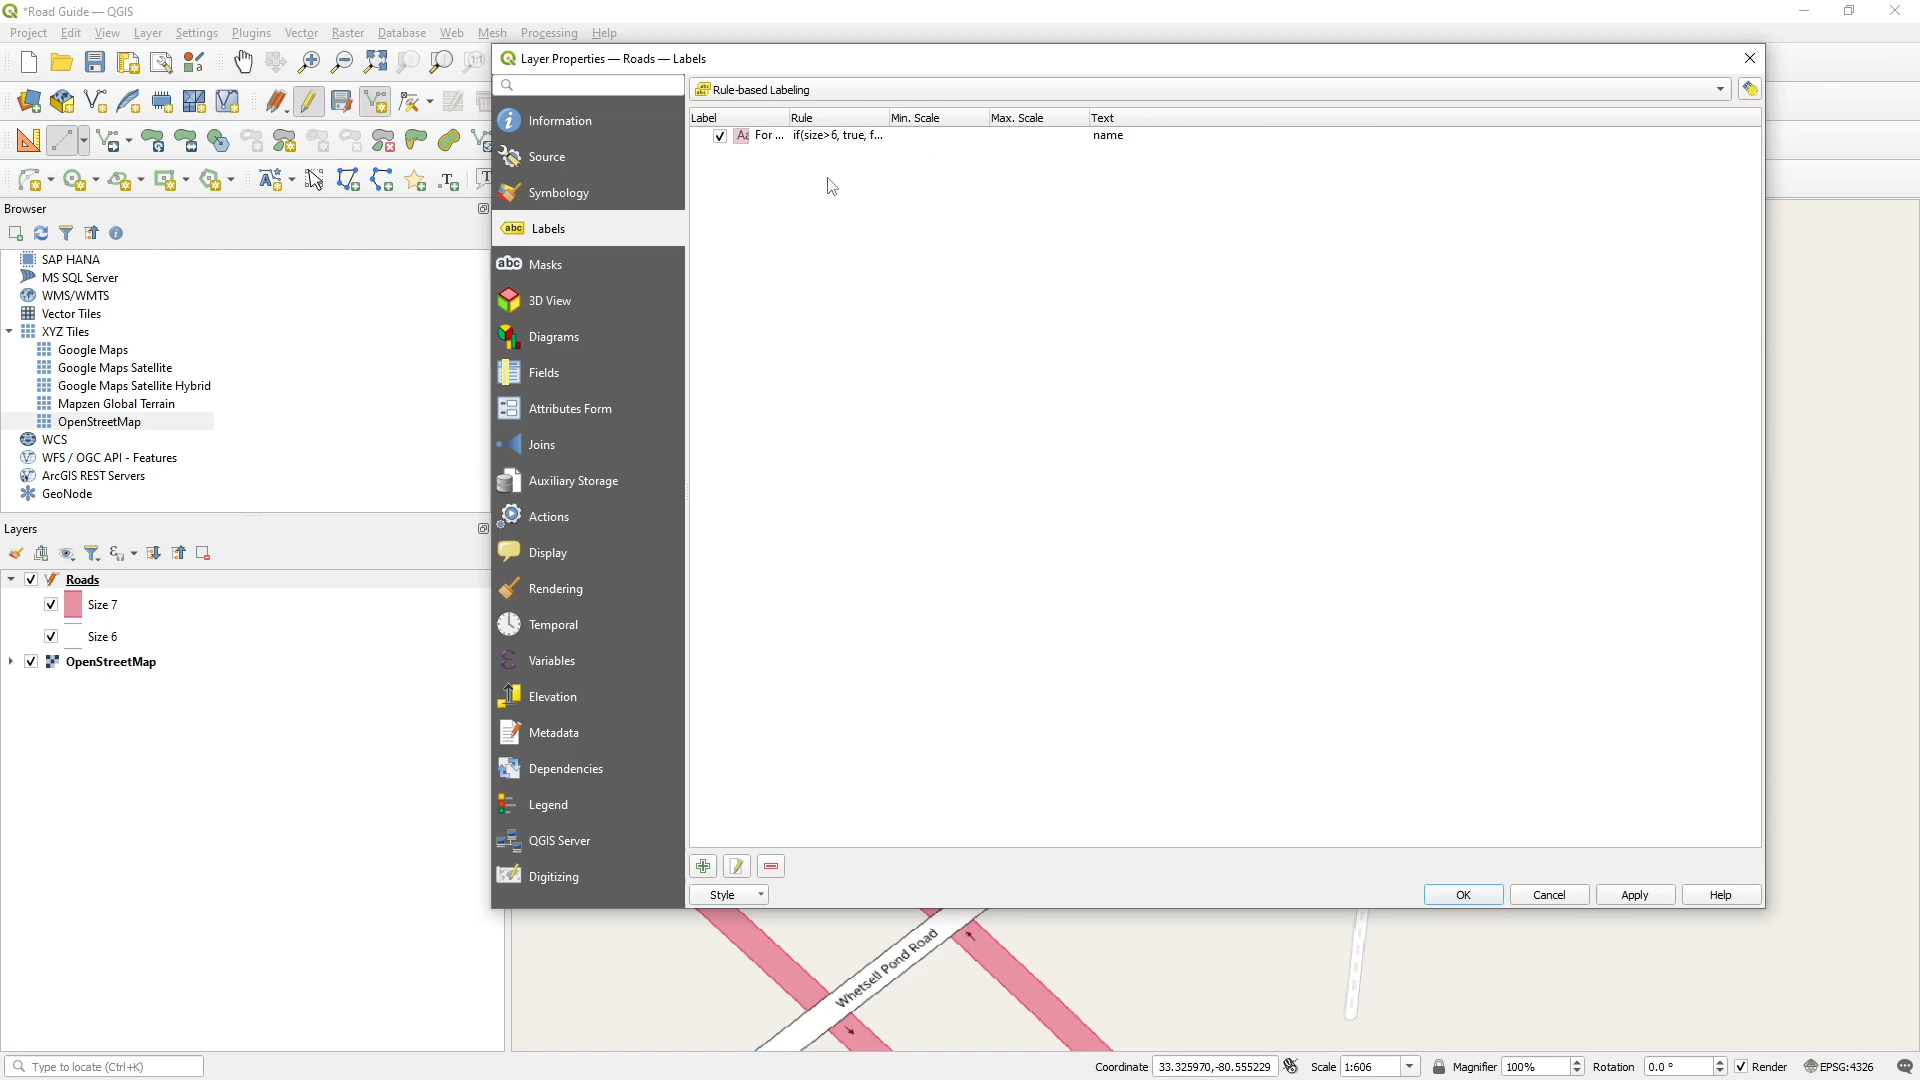 *Road Guide — QGIS
Project Edit View Layer Settings Plugins Vector Raster Database Web Mesh Processing Help
Layer Properties — Roads — Labels
Rule-based Labeling
Label Rule Min. Scale Max. Scale Text
For ... if(size>6, true, f... name
Information
Source
Symbology
abc Labels
abc Masks
3D View
Diagrams
Fields
Attributes Form
Joins
Auxiliary Storage
Actions
Display
Rendering
Temporal
Variables
Elevation
Metadata
Dependencies
Legend
QGIS Server
Digitizing
Style OK Cancel Apply Help
Browser
SAP HANA
MS SQL Server
WMS/WMTS
Vector Tiles
XYZ Tiles
Google Maps
Google Maps Satellite
Google Maps Satellite Hybrid
Mapzen Global Terrain
OpenStreetMap
WCS
WFS / OGC API - Features
ArcGIS REST Servers
GeoNode
Layers
Roads
Size 7
Size 6
OpenStreetMap
Whetsell Pond Road
Type to locate (Ctrl+K) Coordinate 33.325970,-80.555229 Scale 1:606 Magnifier 100% Rotation 0.0 ° Render EPSG:4326